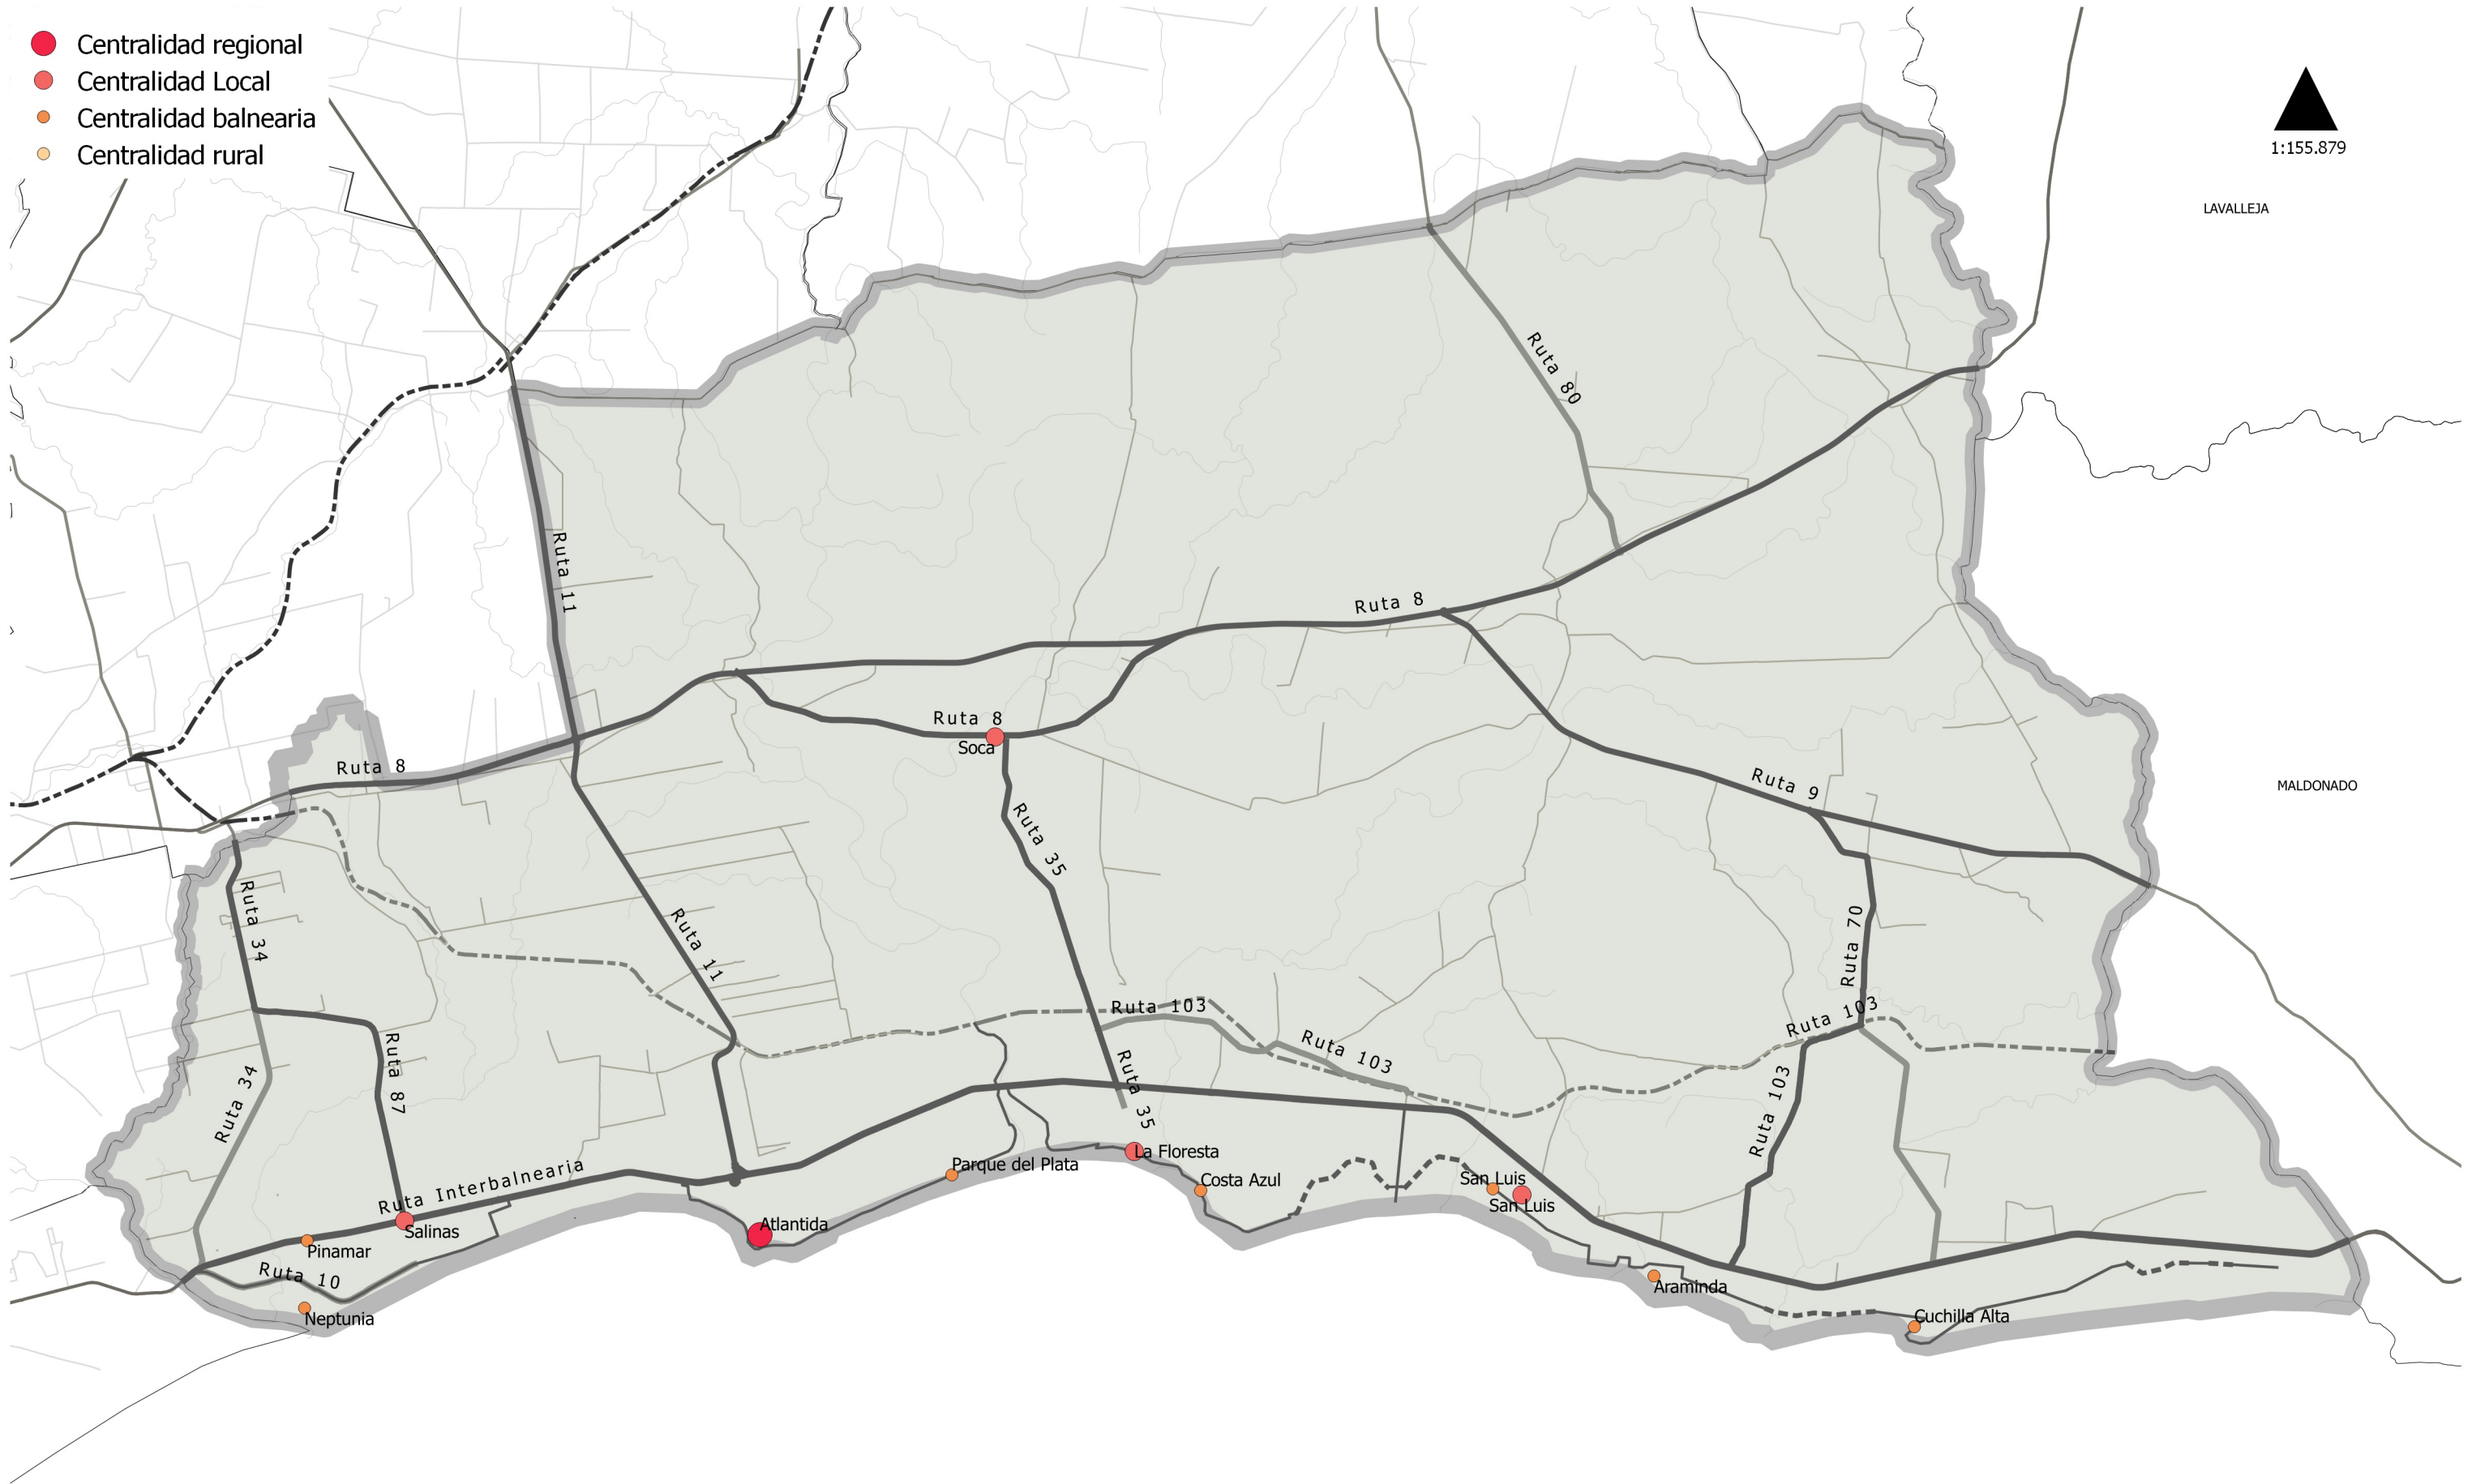 Centralidad regional
Centralidad Local
Centralidad balnearia
Centralidad rural
1:155.879
LAVALLEJA
Ruta 80
Ruta 11
Ruta 8
Ruta 8
Soca
Ruta 8
Ruta 9
MALDONADO
Ruta 35
Ruta 34
Ruta 11
Ruta 70
Ruta 103
Ruta 103
Ruta 103
Ruta 87
Ruta 34
Ruta 35
Ruta 103
La Floresta
Parque del Plata
Costa Azul
San Luis
San Luis
Ruta Interbalnearia
Atlantida
Salinas
Pinamar
Ruta 10
Araminda
Neptunia
Cuchilla Alta